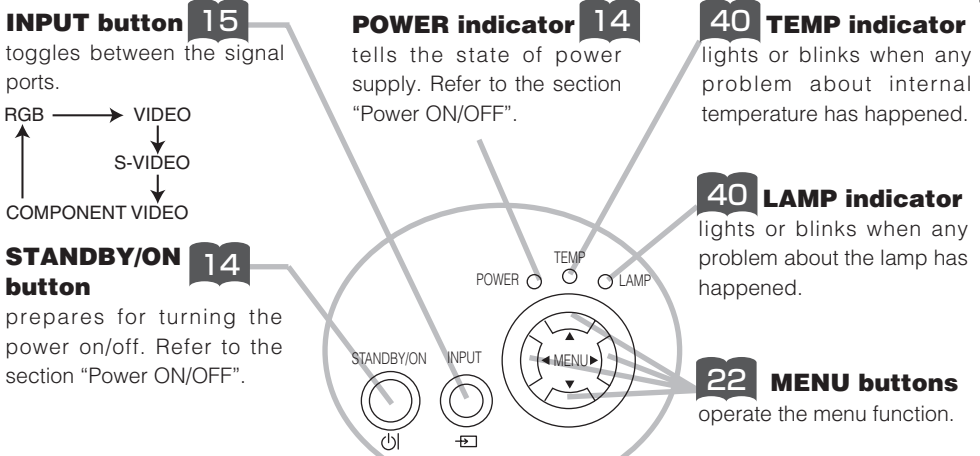 INPUT button 15
toggles between the signal
ports.
RGB VIDEO
S-VIDEO
COMPONENT VIDEO
STANDBY/ON 14
button
prepares for turning the
power on/off. Refer to the
section “Power ON/OFF”.
POWER indicator 14
tells the state of power
supply. Refer to the section
“Power ON/OFF”.
40 TEMP indicator
lights or blinks when any
problem about internal
temperature has happened.
40 LAMP indicator
lights or blinks when any
problem about the lamp has
happened.
22 MENU buttons
operate the menu function.
TEMP
POWER LAMP
STANDBY/ON INPUT MENU